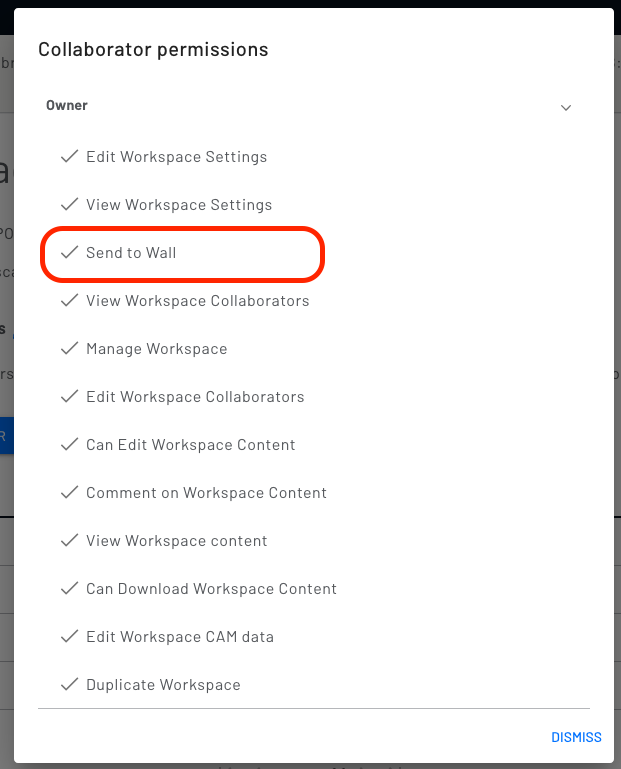 Collaborator permissions
Owner
Edit Workspace Settings
View Workspace Settings
Send to Wall
View Workspace Collaborators
Manage Workspace
Edit Workspace Collaborators
Can Edit Workspace Content
Comment on Workspace Content
View Workspace content
Can Download Workspace Content
Edit Workspace CAM data
Duplicate Workspace
DISMISS